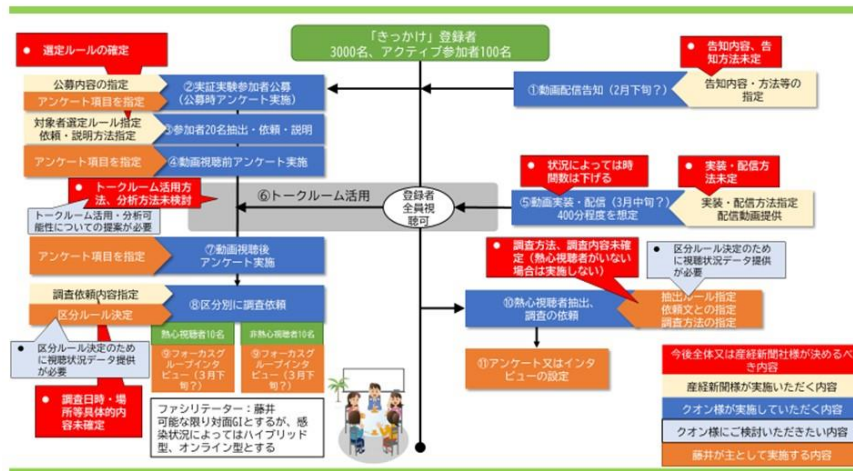 「きっかけ」登録者
3000名、アクティブ参加者100名
● 選定ルールの確定
公募内容の指定
アンケート項目を指定
②実証実験参加者公募
(公募時アンケート実施)
対象者選定ルール指定
依頼・説明方法指定
③参加者20名抽出・依頼・説明
アンケート項目を指定
④動画視聴前アンケート実施
● トークルーム活用方
法、分析方法未検討
トークルーム活用・分析可
能性についての提案が必要
⑥トークルーム活用
登録者
全員視
聴可
アンケート項目を指定
⑦動画視聴後
アンケート実施
調査依頼内容指定
区分ルール決定
⑧区分別に調査依頼
● 区分ルール決定のため
に視聴状況データ提供
が必要
熱心視聴者10名
非熱心視聴者10名
⑨フォーカスグ
ループインタ
ビュー(3月下
旬?)
⑨フォーカスグ
ループインタ
ビュー(3月下
旬?)
● 調査日時・場
所等具体的内
容未確定
ファシリテーター:藤井
可能な限り対面GIとするが、感
染状況によってはハイブリッド
型、オンライン型とする
● 告知内容、告
知方法未定
①動画配信告知(2月下旬?)
告知内容・方法等の
指定
● 状況によっては時
間数は下げる
● 実装・配信方
法未定
⑤動画実装・配信(3月中旬?)
400分程度を想定
実装・配信方法指定
配信動画提供
● 調査方法、調査内容未確
定(熱心視聴者がいない
場合は実施しない)
● 区分ルール決定のため
に視聴状況データ提供
が必要
⑩熱心視聴者抽出、
調査の依頼
抽出ルール指定
依頼文との指定
調査方法の指定
⑪アンケート又はインタ
ビューの設定
今後全体又は産経新聞社様が決めるべ
き内容
産経新聞様が実施いただく内容
クオン様が実施していただく内容
クオン様にご検討いただきたい内容
藤井が主として実施する内容